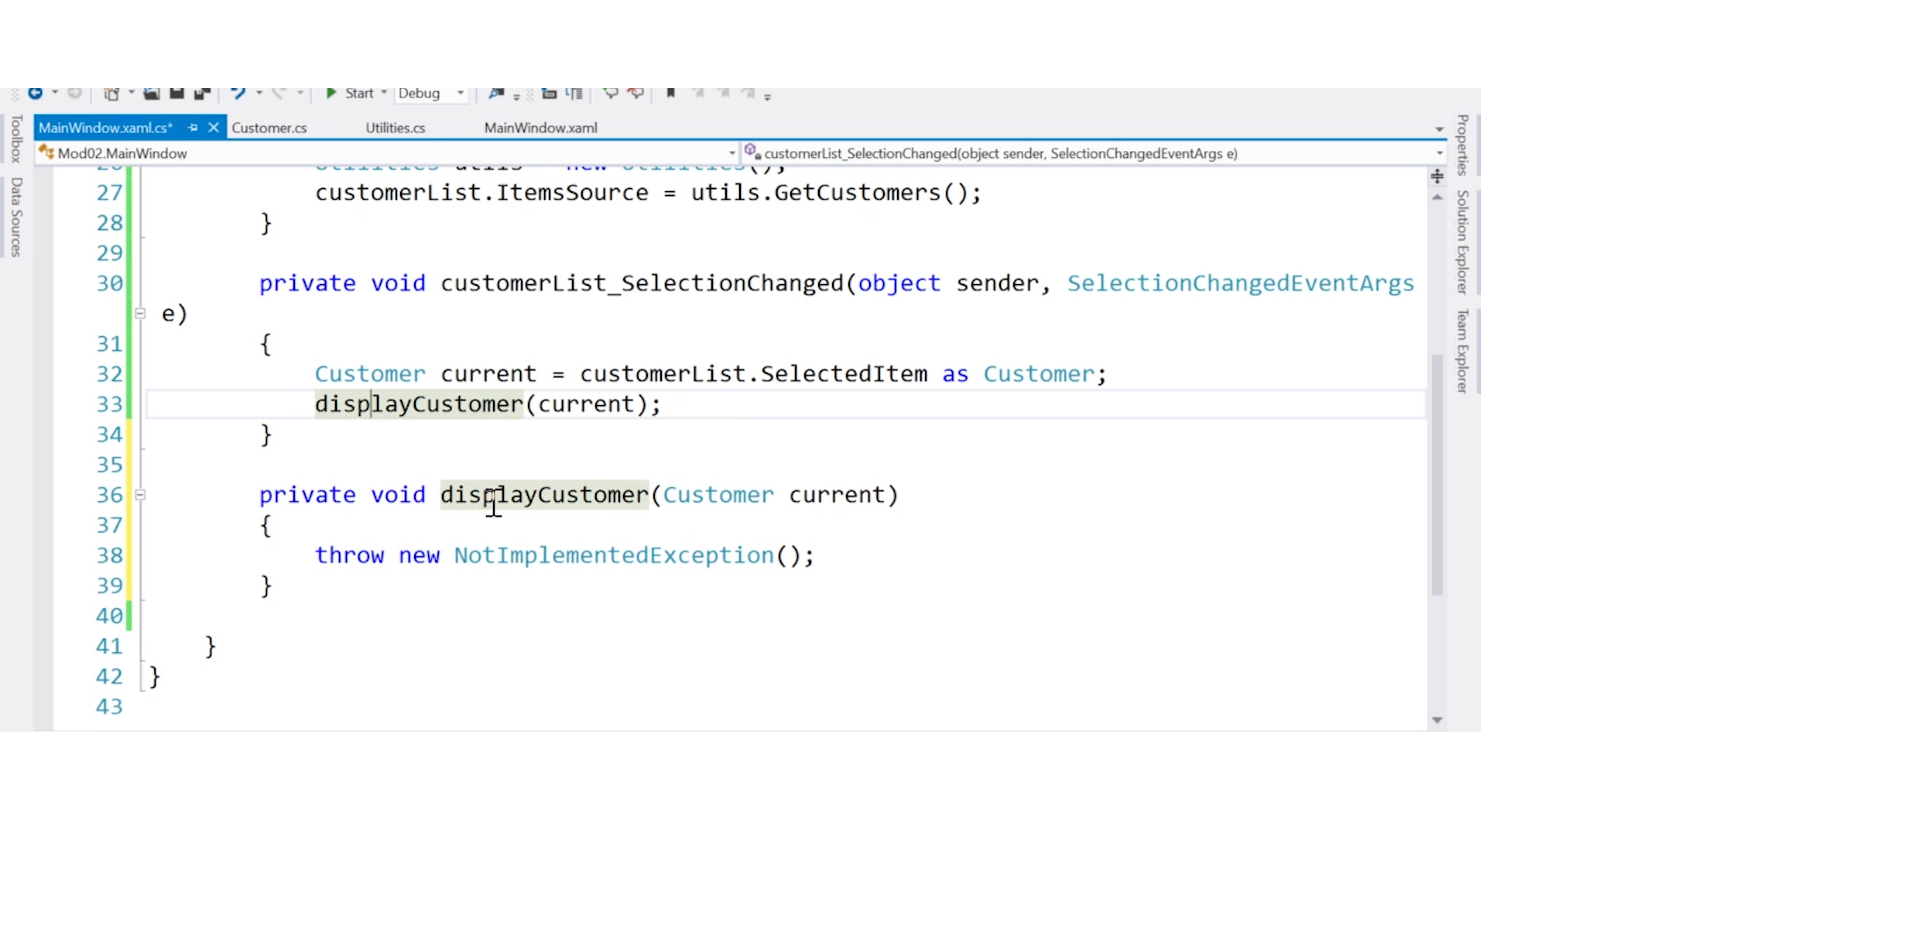 Start Debug
MainWindow.xaml.cs* Customer.cs Utilities.cs MainWindow.xaml
Mod02.MainWindow customerList_SelectionChanged(object sender, SelectionChangedEventArgs e)
Toolbox
Data Sources
27 customerList.ItemsSource = utils.GetCustomers();
28 }
29
30 private void customerList_SelectionChanged(object sender, SelectionChangedEventArgs
e)
31 {
32 Customer current = customerList.SelectedItem as Customer;
33 displayCustomer(current);
34 }
35
36 private void displayCustomer(Customer current)
37 {
38 throw new NotImplementedException();
39 }
40
41 }
42 }
43
Properties
Solution Explorer
Team Explorer